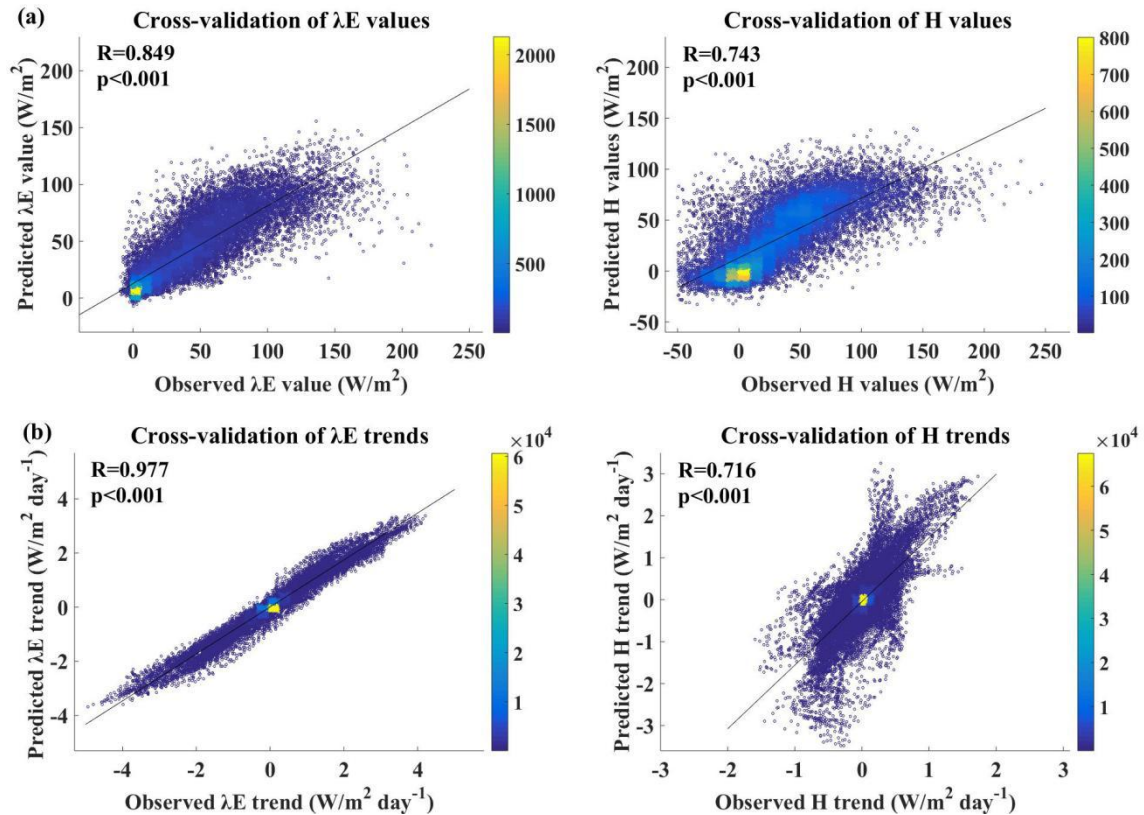 (a)
Cross-validation of λE values
R=0.849
p<0.001
Predicted λE value (W/m²)
200
150
100
50
0
0 50 100 150 200 250
Observed λE value (W/m²)
2000
1500
1000
500
Cross-validation of H values
R=0.743
p<0.001
Predicted H values (W/m²)
200
150
100
50
0
-50
-50 0 50 100 150 200 250
Observed H values (W/m²)
800
700
600
500
400
300
200
100
(b)
Cross-validation of λE trends
R=0.977
p<0.001
Predicted λE trend (W/m² day⁻¹)
4
2
0
-2
-4
-4 -2 0 2 4
Observed λE trend (W/m² day⁻¹)
×10⁴
6
5
4
3
2
1
Cross-validation of H trends
R=0.716
p<0.001
Predicted H trend (W/m² day⁻¹)
3
2
1
0
-1
-2
-3
-3 -2 -1 0 1 2 3
Observed H trend (W/m² day⁻¹)
×10⁴
6
5
4
3
2
1